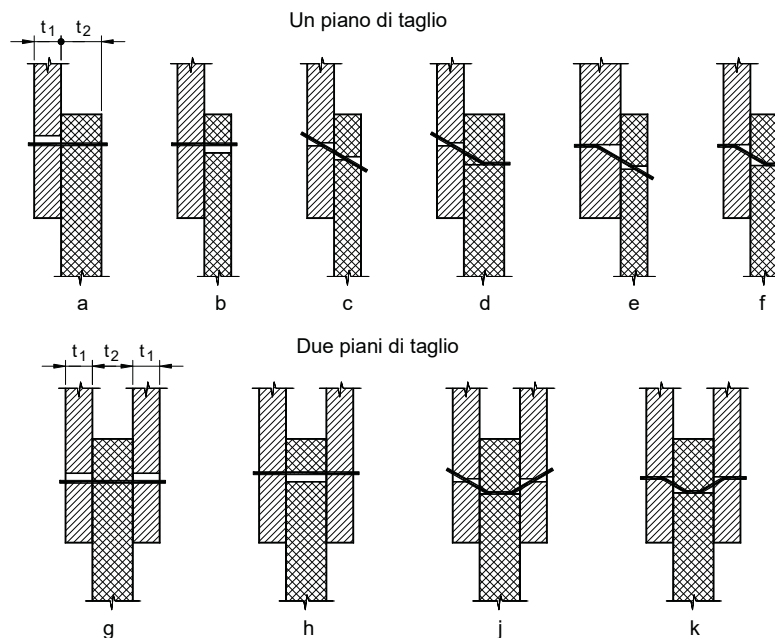 Un piano di taglio
t1 t2
a b c d e f
Due piani di taglio
t1 t2 t1
g h j k